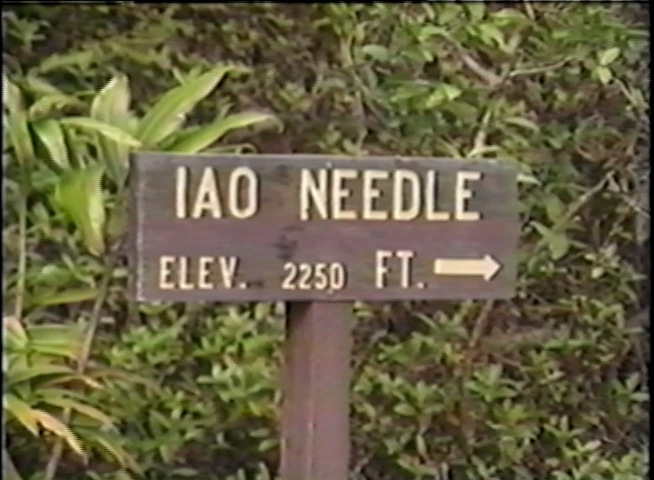 IAO NEEDLE
ELEV. 2250 FT. →